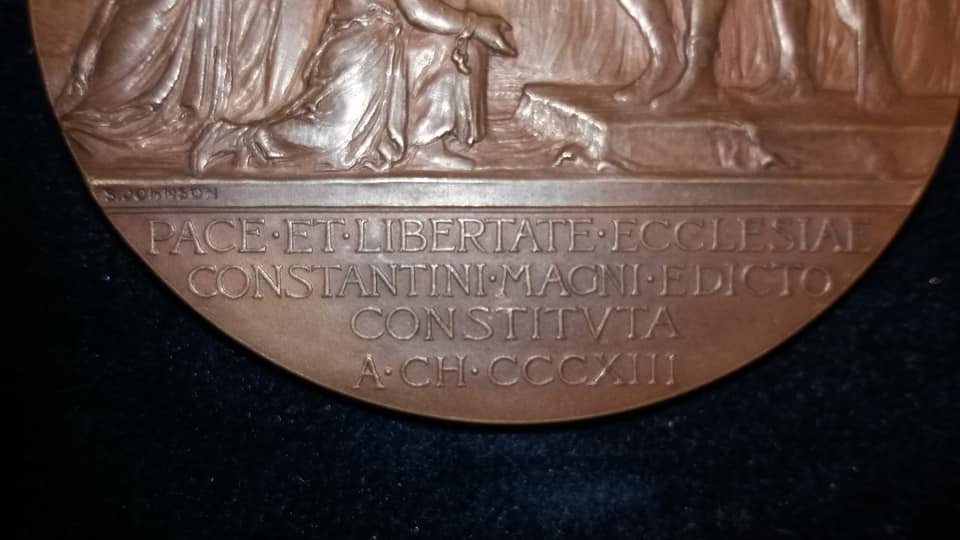 S. JOHNSON
PACE·ET·LIBERTATE·ECCLESIAE
CONSTANTINI·MAGNI·EDICTO
CONSTITVTA
A·CH·CCCXIII